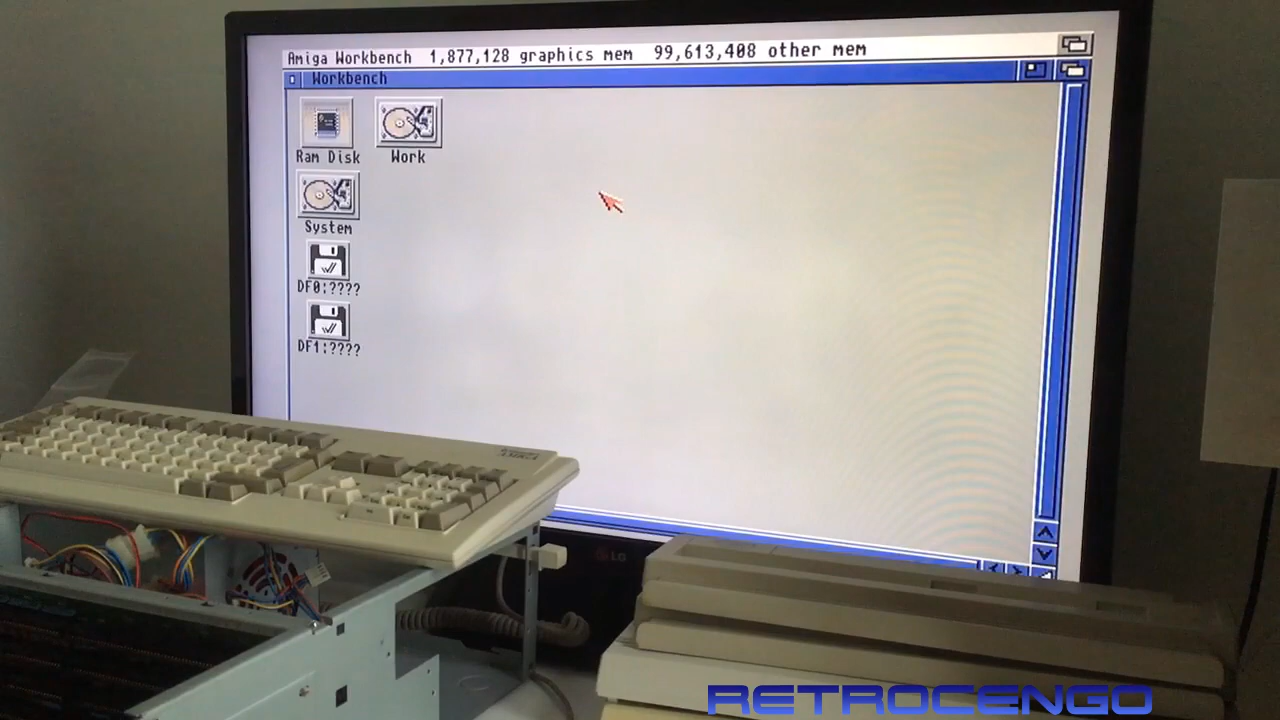 Amiga Workbench 1,877,128 graphics mem 99,613,408 other mem
Workbench
Ram Disk
Work
System
DF0:????
DF1:????
AMIGA
LG
RETROCENGO